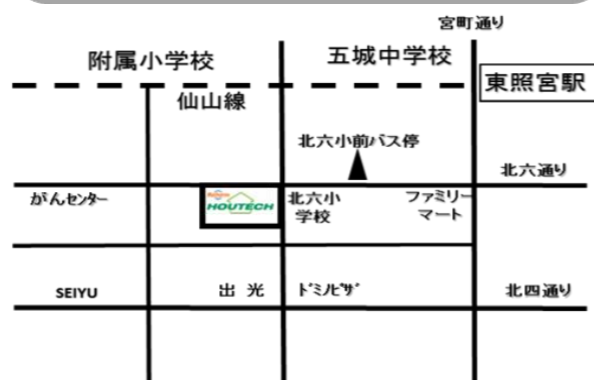 宮町通り
附属小学校
五城中学校
東照宮駅
仙山線
北六小前バス停
北六通り
がんセンター
HOUTECH
北六小
学校
ファミリー
マート
SEIYU
出光
ドミノピザ
北四通り